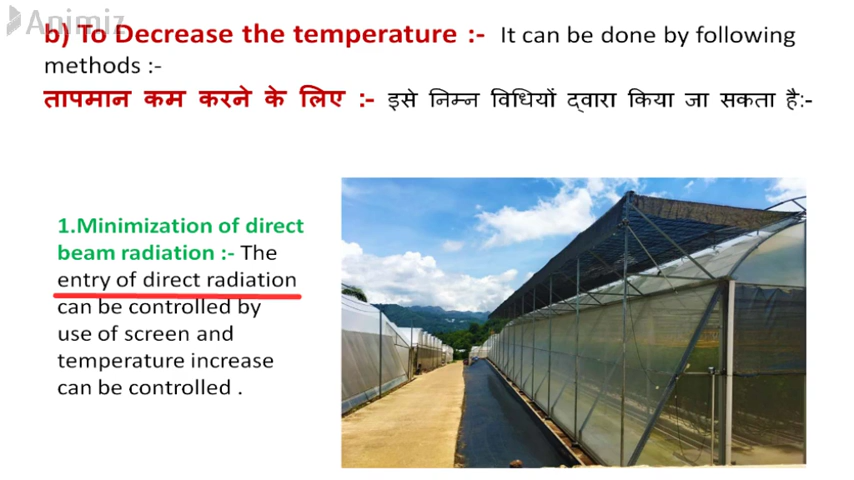 Animiz
b) To Decrease the temperature :- It can be done by following
methods :-
तापमान कम करने के लिए :- इसे निम्न विधियों द्वारा किया जा सकता है:-
1.Minimization of direct
beam radiation :- The
entry of direct radiation
can be controlled by
use of screen and
temperature increase
can be controlled .